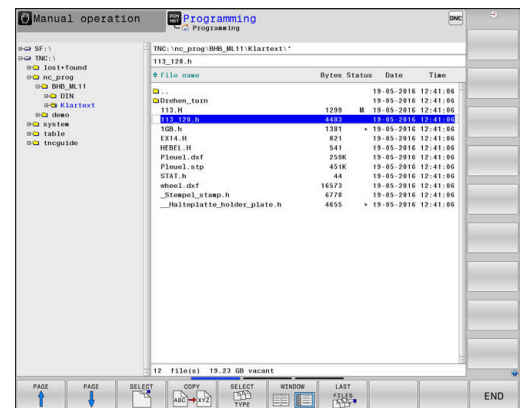 Manual operation
PGM
MGT
Programming
Programming
DNC
SF:\
TNC:\
lost+found
nc_prog
BHB_ML11
DIN
Klartext
demo
system
table
tncguide
TNC:\nc_prog\BHB_ML11\Klartext\*
113_128.h
File name Bytes Status Date Time
.. 19-05-2016 12:41:06
Drehen_turn 19-05-2016 12:41:06
113.H 1299 M 19-05-2016 12:41:06
113_128.h 4403 19-05-2016 12:41:06
1GB.h 1381 + 19-05-2016 12:41:06
EX14.H 821 19-05-2016 12:41:06
HEBEL.H 541 19-05-2016 12:41:06
Pleuel.dxf 259K 19-05-2016 12:41:06
Pleuel.stp 451K 19-05-2016 12:41:06
STAT.h 44 19-05-2016 12:41:06
wheel.dxf 16573 19-05-2016 12:41:06
_Stempel_stamp.h 6778 19-05-2016 12:41:06
__Halteplatte_holder_plate.h 4655 + 19-05-2016 12:41:06
12 file(s) 19.23 GB vacant
PAGE PAGE SELECT COPY SELECT WINDOW LAST
ABC XYZ TYPE FILES END